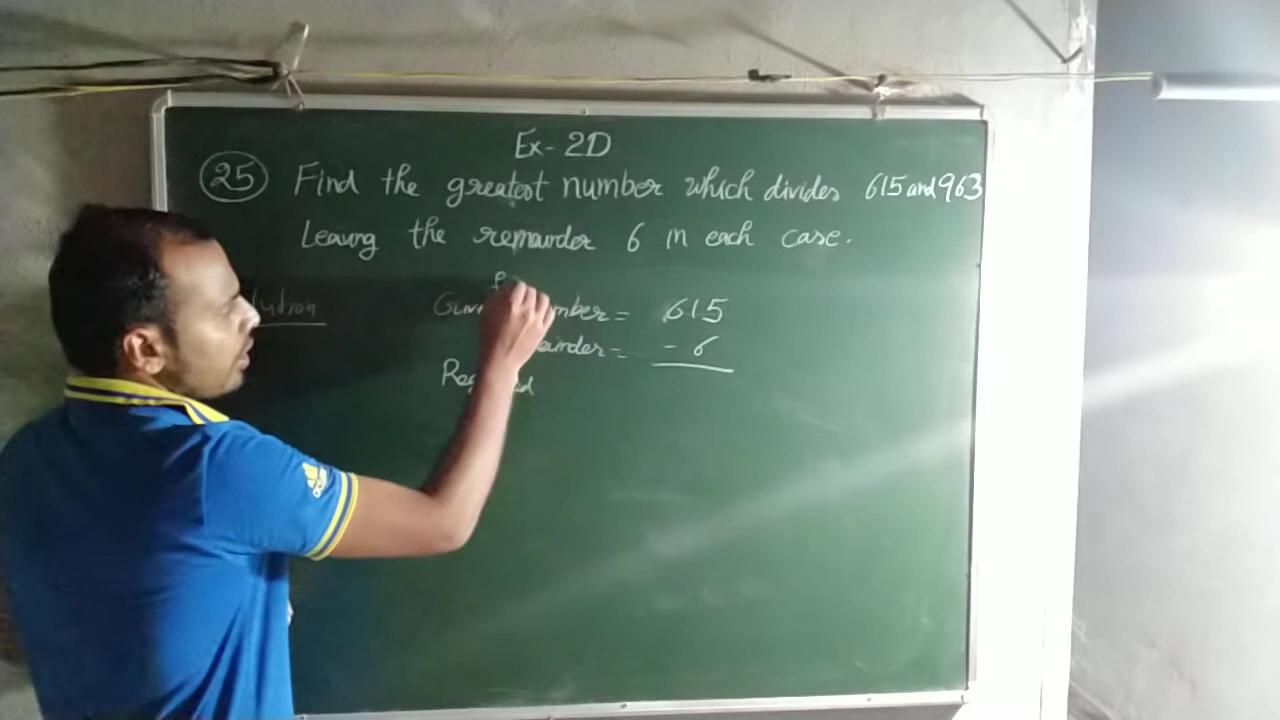 Ex- 2D
25 Find the greatest number which divides 615 and 963
Leaving the remainder 6 in each case.
= 615
= - 6